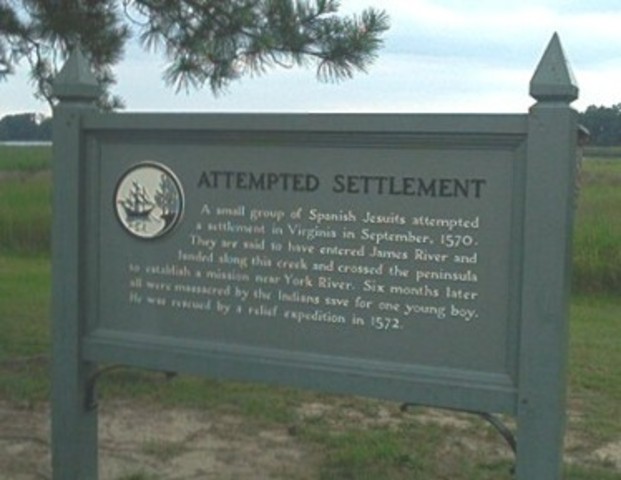 ATTEMPTED SETTLEMENT
A small group of Spanish Jesuits attempted
a settlement in Virginia in September, 1570.
They are said to have entered James River and
landed along this creek and crossed the peninsula
to establish a mission near York River. Six months later
all were massacred by the Indians save for one young boy.
He was rescued by a relief expedition in 1572.